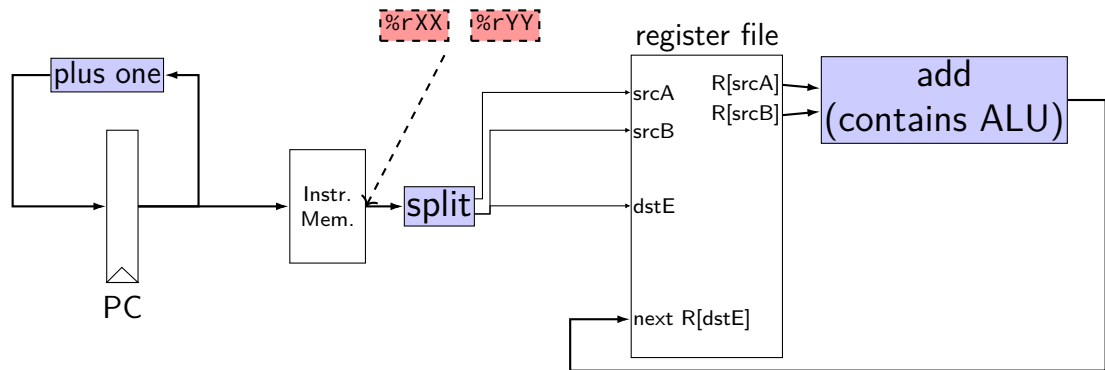 %rXX %rYY
register file
plus one
srcA
srcB
dstE
next R[dstE]
R[srcA]
R[srcB]
add
(contains ALU)
Instr.
Mem.
split
PC